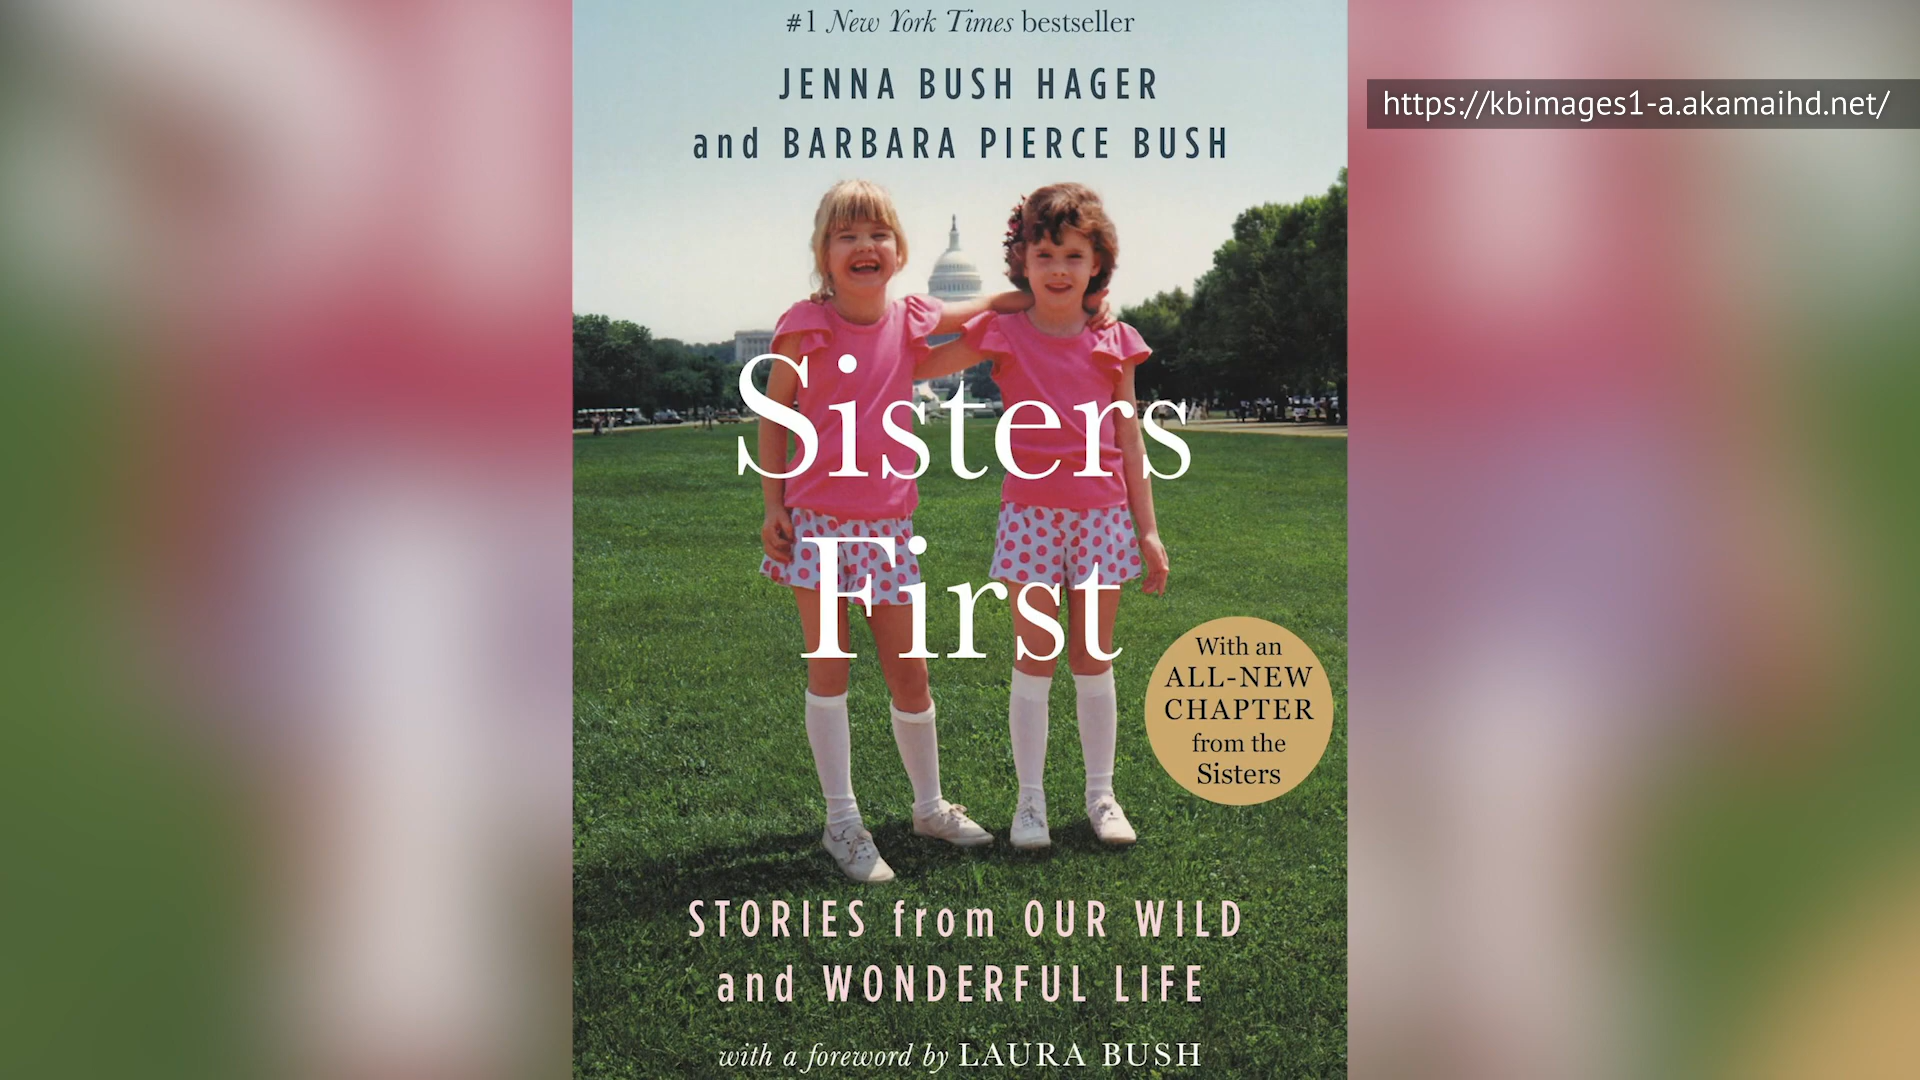 #1 New York Times bestseller
JENNA BUSH HAGER
and BARBARA PIERCE BUSH
https://kbimages1-a.akamaihd.net/
Sisters
First
With an
ALL-NEW
CHAPTER
from the
Sisters
STORIES from OUR WILD
and WONDERFUL LIFE
with a foreword by LAURA BUSH